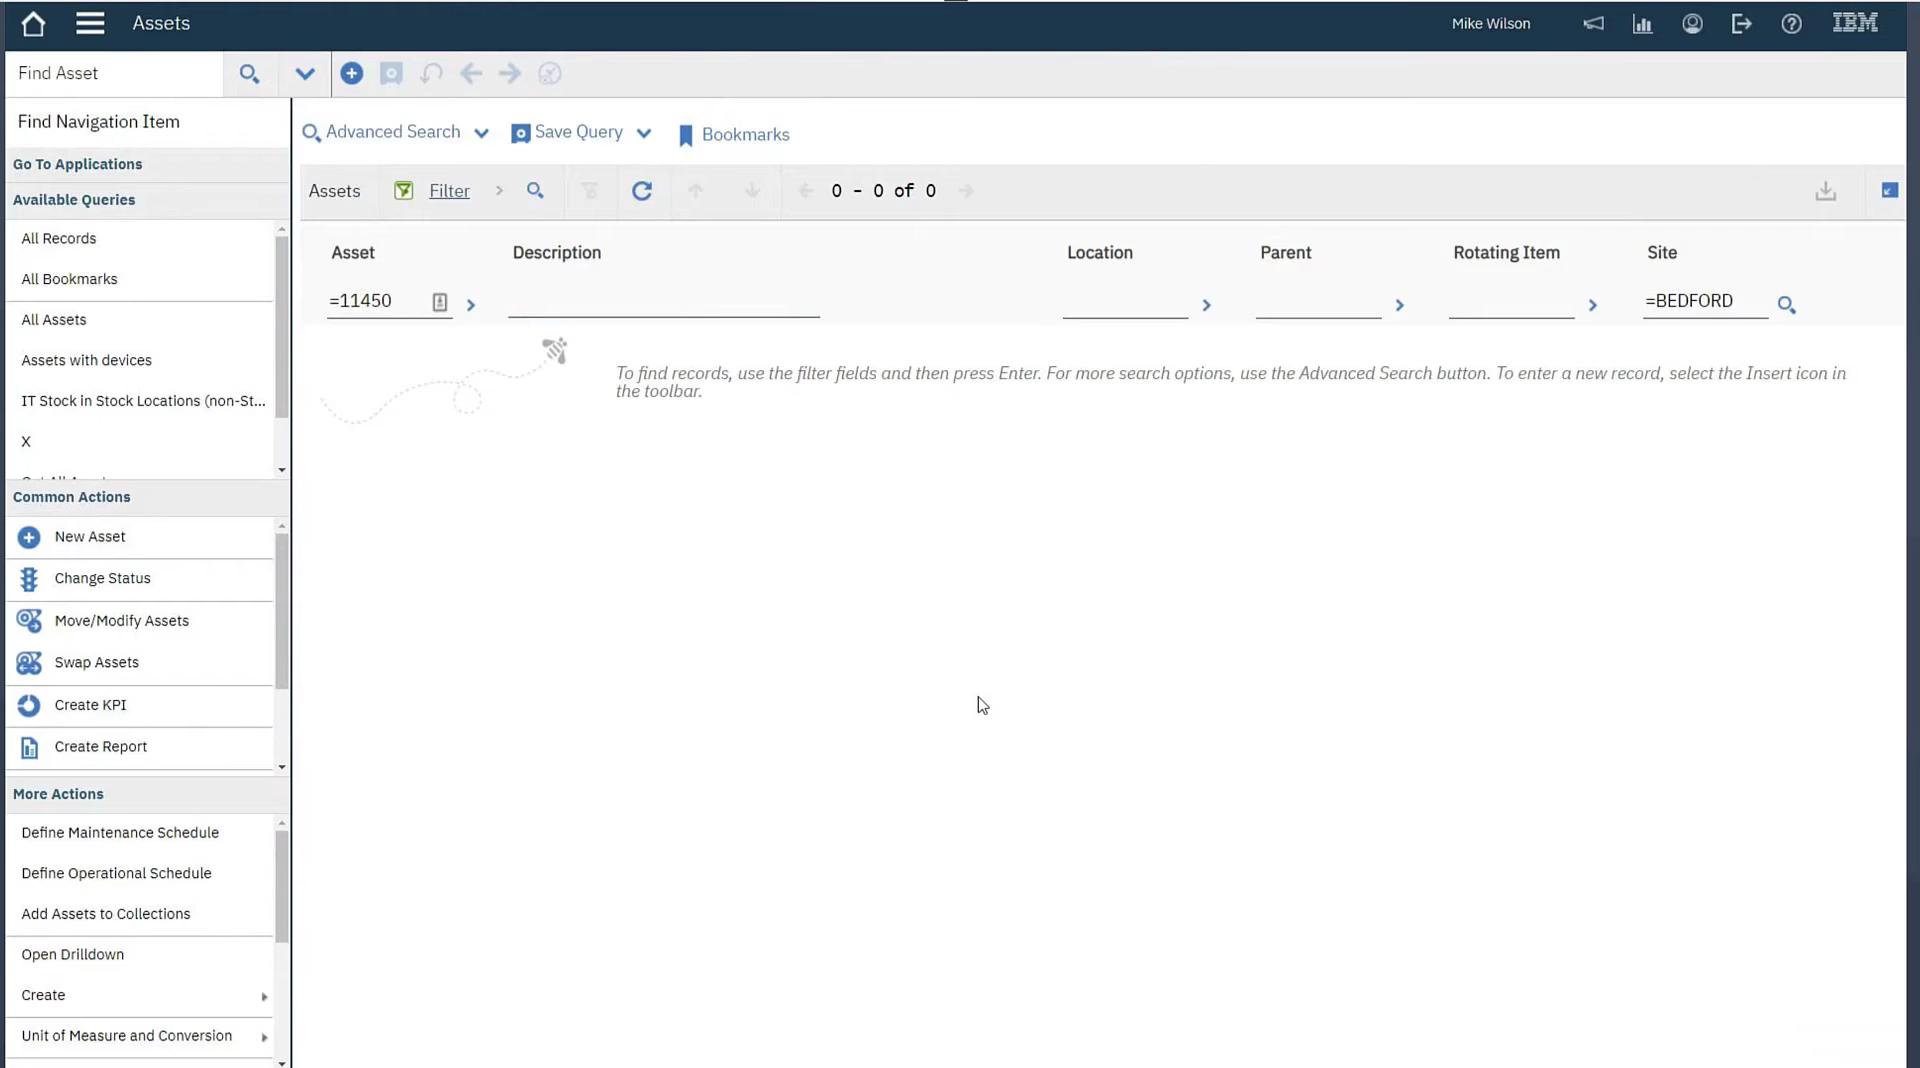 Assets
Mike Wilson
IBM
Find Asset
Find Navigation Item
Go To Applications
Available Queries
All Records
All Bookmarks
All Assets
Assets with devices
IT Stock in Stock Locations (non-St...
X
Common Actions
New Asset
Change Status
Move/Modify Assets
Swap Assets
Create KPI
Create Report
More Actions
Define Maintenance Schedule
Define Operational Schedule
Add Assets to Collections
Open Drilldown
Create
Unit of Measure and Conversion
Advanced Search
Save Query
Bookmarks
Assets
Filter
0 - 0 of 0
Asset
Description
Location
Parent
Rotating Item
Site
=11450
=BEDFORD
To find records, use the filter fields and then press Enter. For more search options, use the Advanced Search button. To enter a new record, select the Insert icon in
the toolbar.